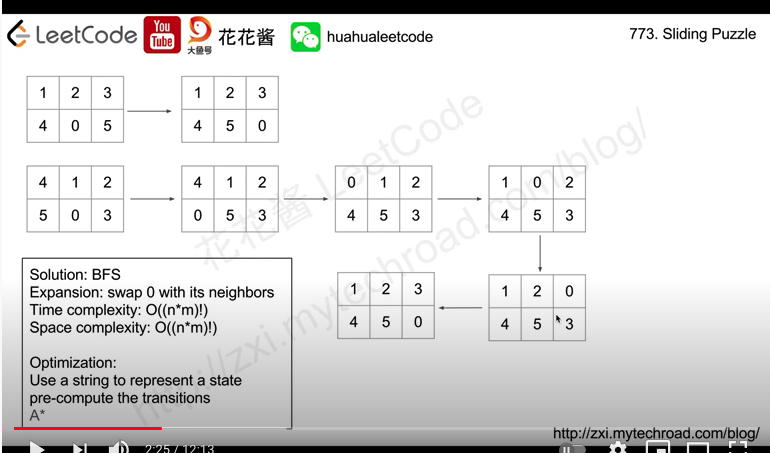 LeetCode You Tube 大鱼号 花花酱 huahualeetcode 773. Sliding Puzzle
1 2 3 1 2 3
4 0 5 4 5 0
4 1 2 4 1 2 0 1 2 1 0 2
5 0 3 0 5 3 4 5 3 4 5 3
1 2 3 1 2 0
4 5 0 4 5 3
Solution: BFS
Expansion: swap 0 with its neighbors
Time complexity: O((n*m)!)
Space complexity: O((n*m)!)
Optimization:
Use a string to represent a state
pre-compute the transitions
A*
花花酱 LeetCode
http://zxi.mytechroad.com/blog/
http://zxi.mytechroad.com/blog/
2:25 / 12:13